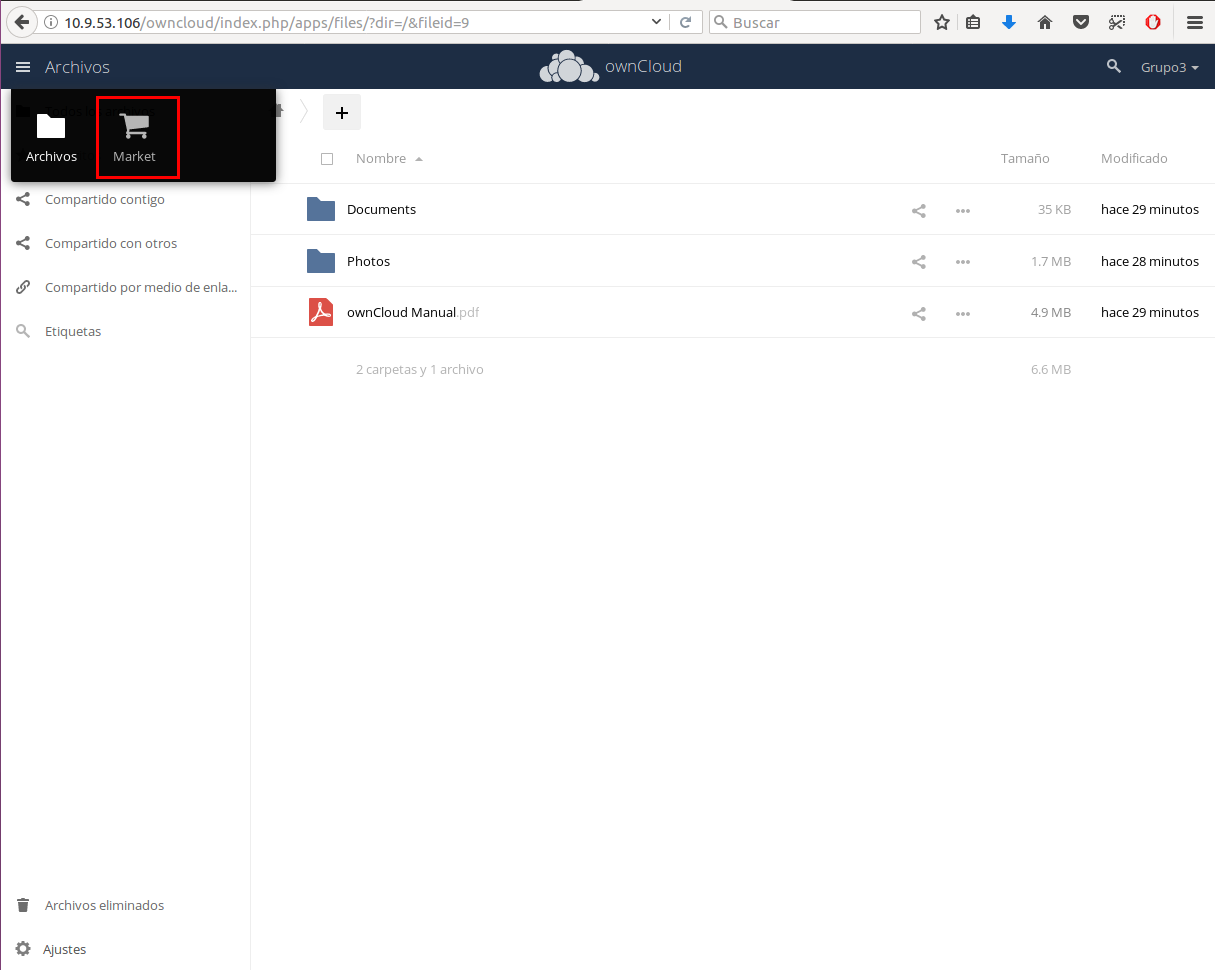 10.9.53.106/owncloud/index.php/apps/files/?dir=/&fileid=9
Buscar
Archivos
ownCloud
Grupo3
Archivos
Market
Nombre
Tamaño
Modificado
Compartido contigo
Documents
35 KB
hace 29 minutos
Compartido con otros
Photos
1.7 MB
hace 28 minutos
Compartido por medio de enla...
ownCloud Manual.pdf
4.9 MB
hace 29 minutos
Etiquetas
2 carpetas y 1 archivo
6.6 MB
Archivos eliminados
Ajustes